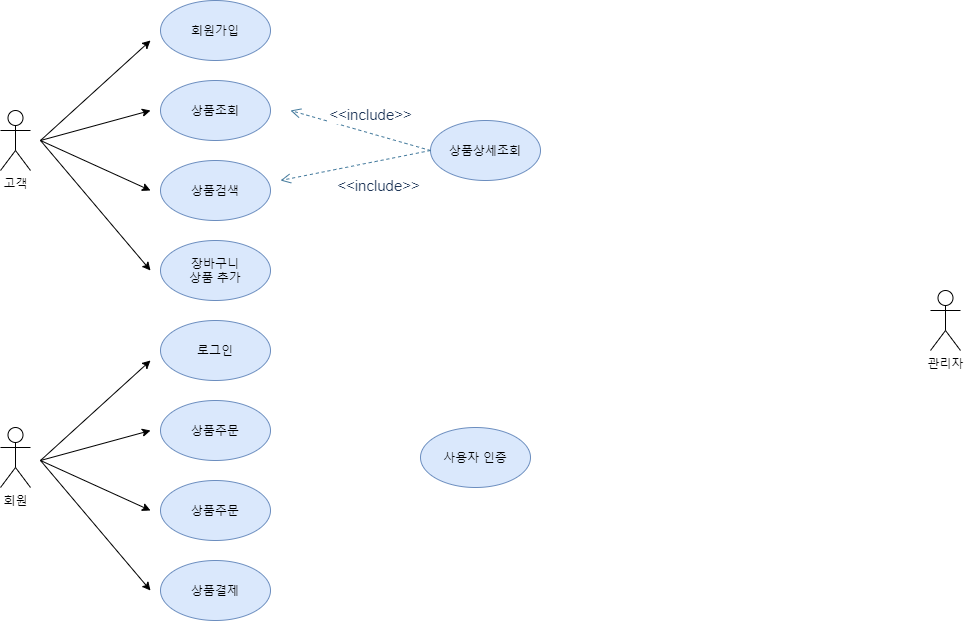 회원가입
상품조회
<<include>>
상품상세조회
고객
상품검색
<<include>>
장바구니
상품 추가
로그인
관리자
상품주문
사용자 인증
회원
상품주문
상품결제